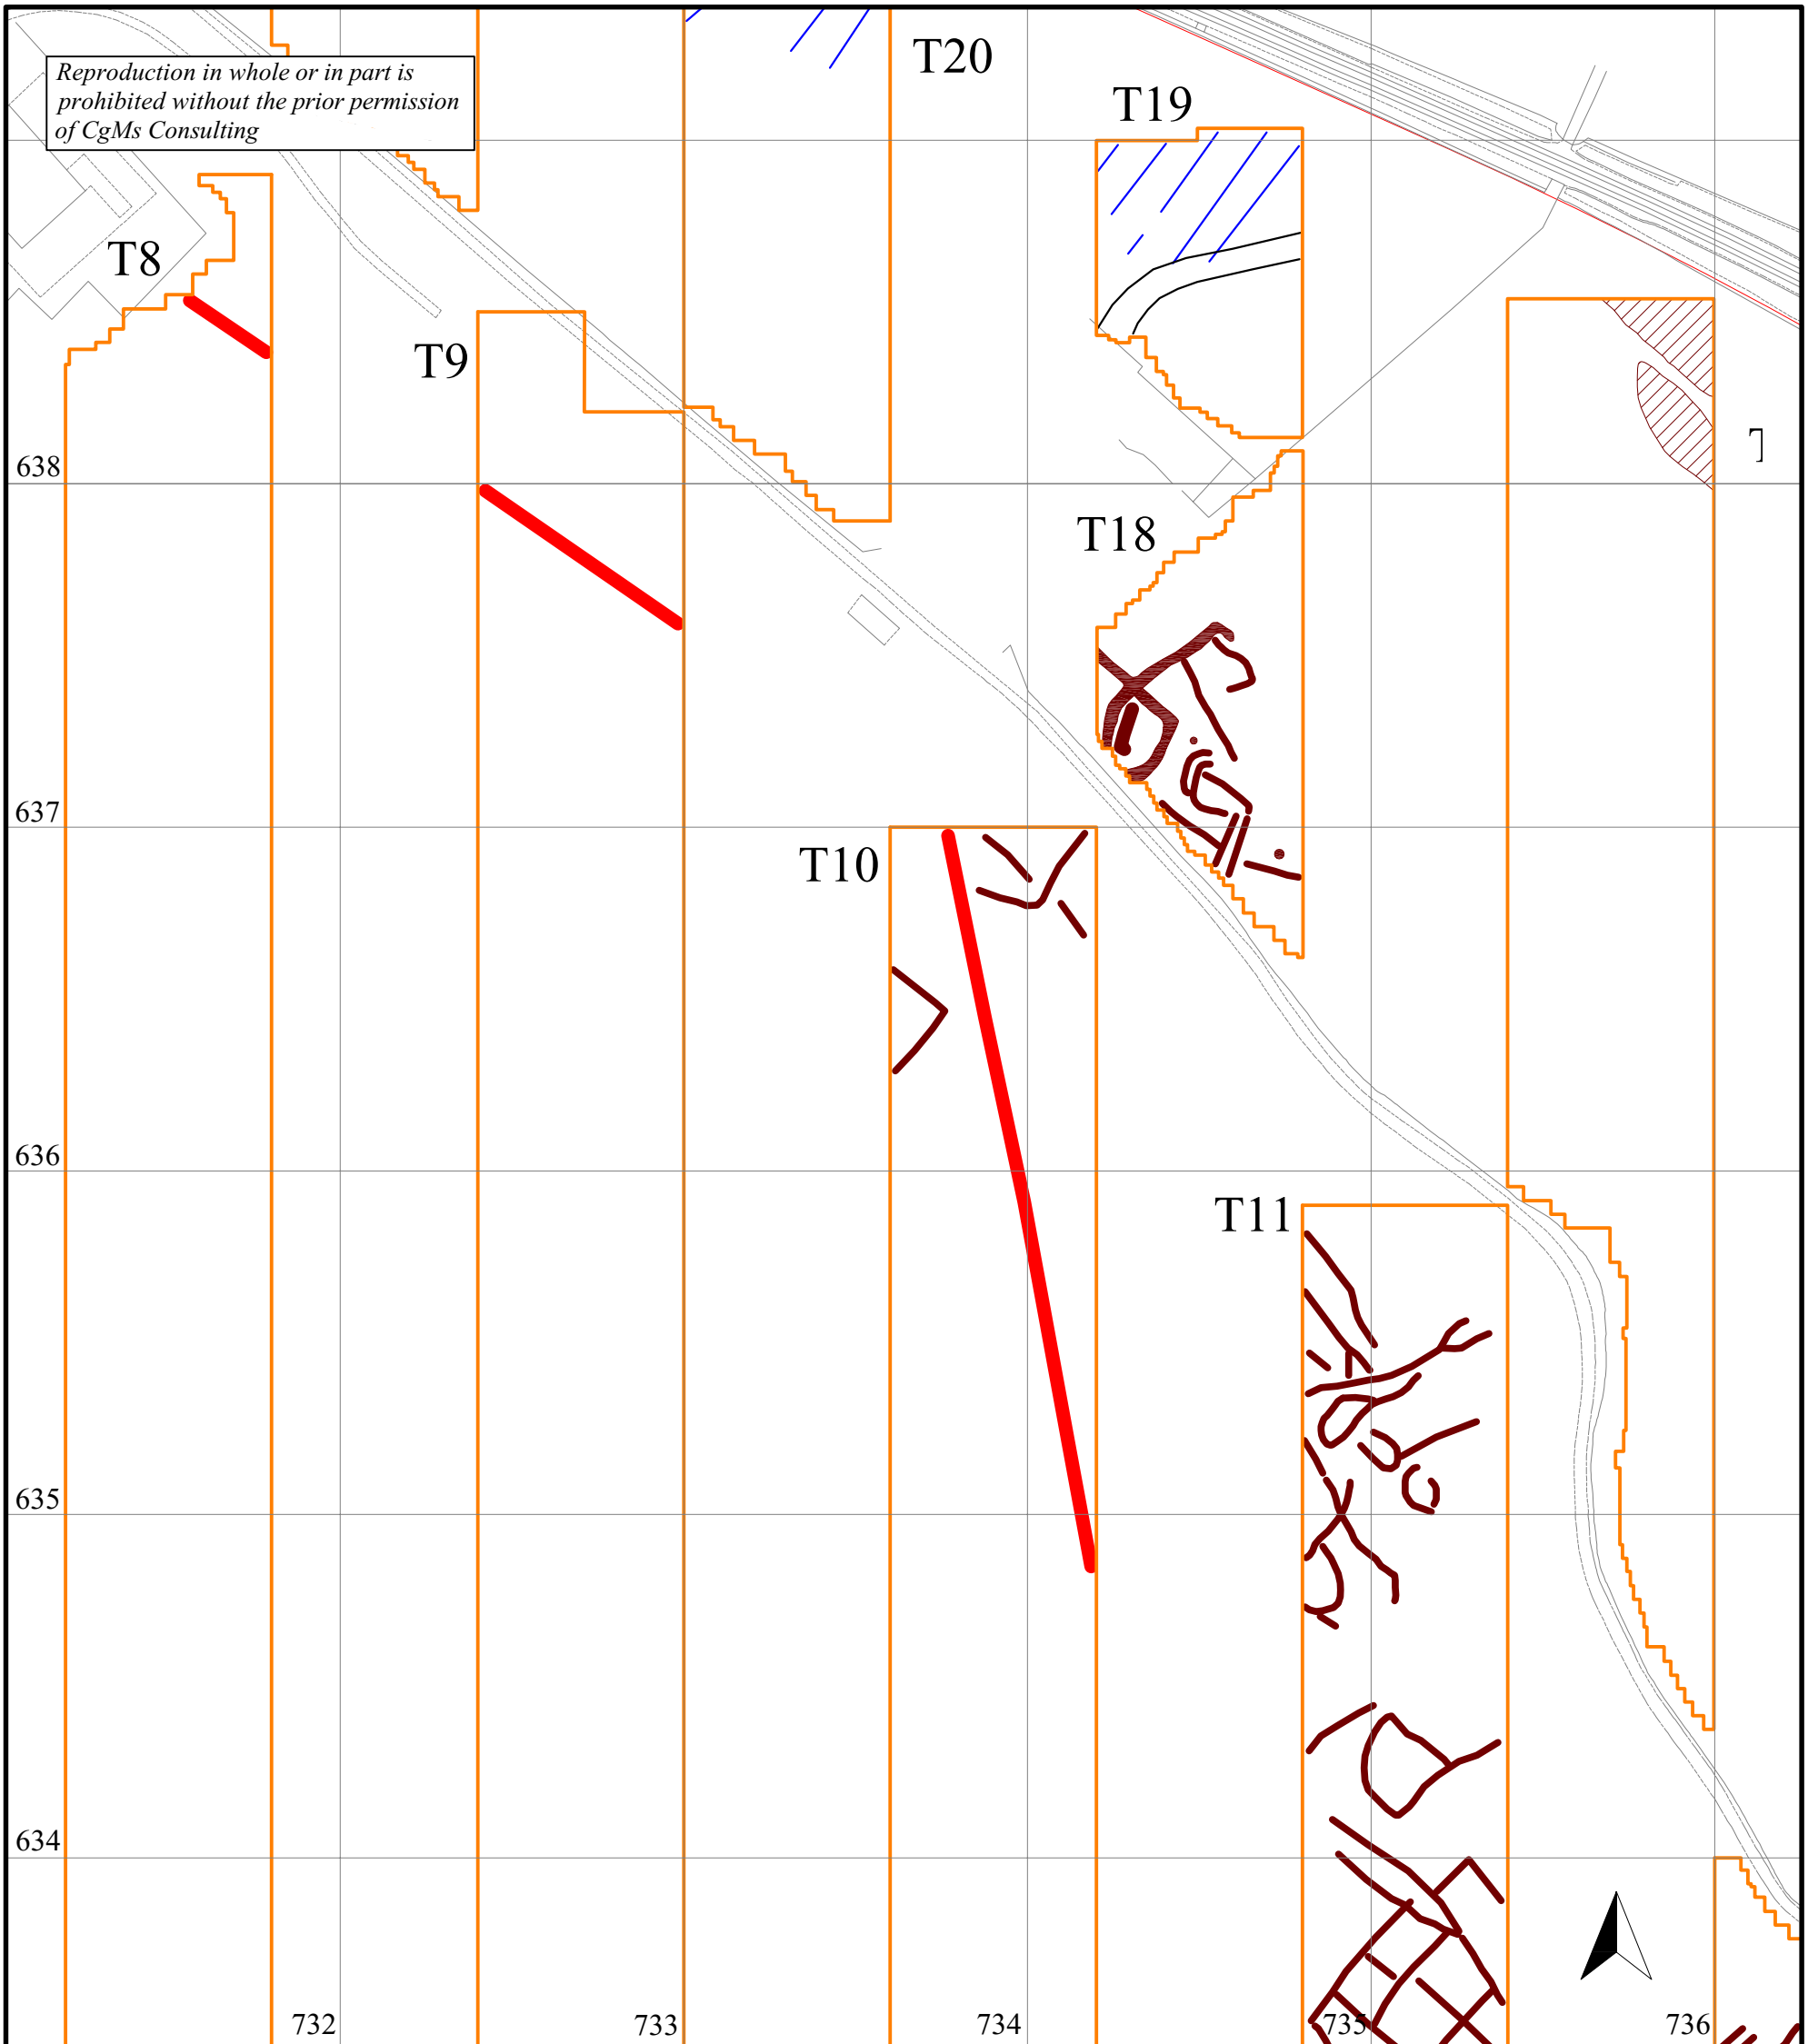 Reproduction in whole or in part is
prohibited without the prior permission
of CgMs Consulting
T20
T19
T8
T9
638
T18
637
T10
636
T11
635
634
732
733
734
735
736